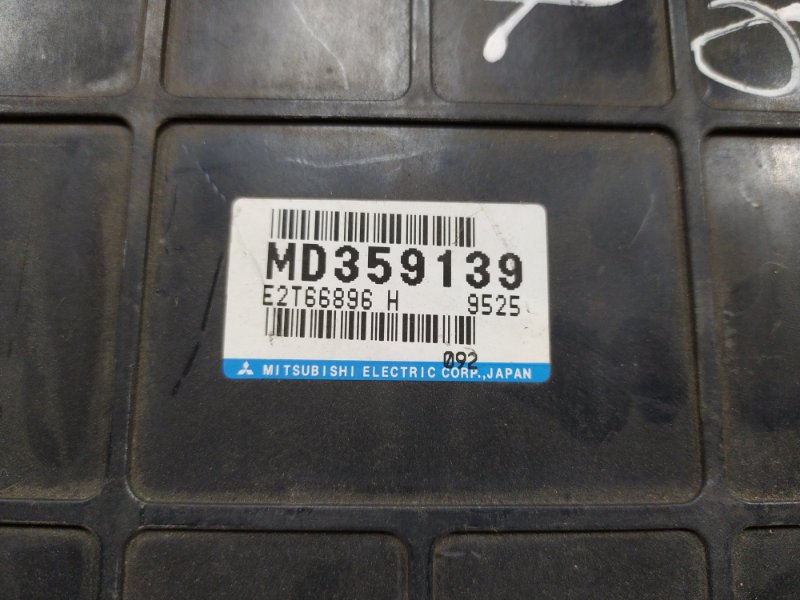 MD359139
E2T66896 H 9525
092
MITSUBISHI ELECTRIC CORP.,JAPAN